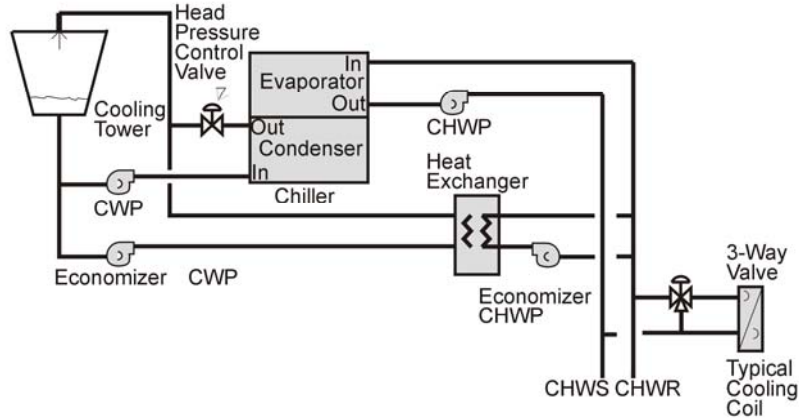 Head
Pressure
Control
Valve
Cooling
Tower
In
Evaporator
Out
Out
Condenser
In
Chiller
CHWP
CWP
Heat
Exchanger
Economizer CWP
Economizer
CHWP
3-Way
Valve
CHWS CHWR
Typical
Cooling
Coil